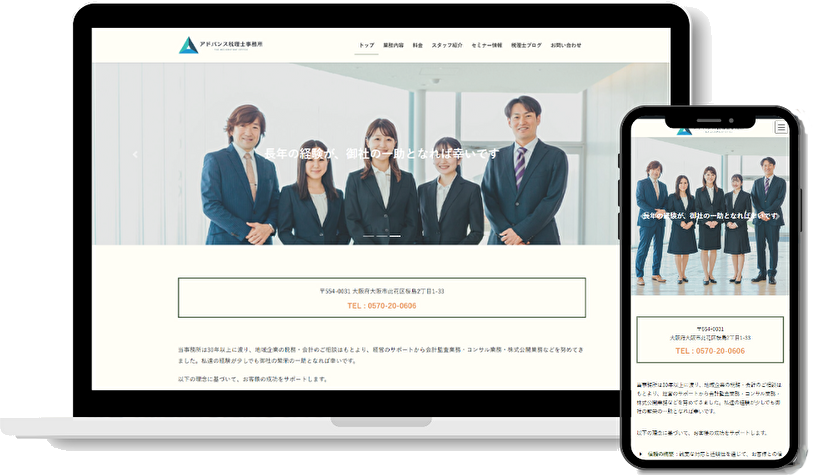 アドバンス税理士事務所
トップ 業務内容 料金 スタッフ紹介 セミナー情報 税理士ブログ お問い合わせ
長年の経験が、御社の一助となれば幸いです
〒554-0031 大阪府大阪市此花区桜島2丁目1-33
TEL : 0570-20-0606
当事務所は30年以上に渡り、地域企業の税務・会計のご相談はもとより、経営のサポートから会計監査業務・コンサル業務・株式公開業務などを努めてき
ました。私達の経験が少しでも御社の繁栄の一助となれば幸いです。
以下の理念に基づいて、お客様の成功をサポートします。
長年の経験が、御社の一助となれば幸いです
〒554-0031
大阪府大阪市此花区桜島2丁目1-33
TEL : 0570-20-0606
当事務所は30年以上に渡り、地域企業の税務・会計のご相談は
もとより、経営のサポートから会計監査業務・コンサル業務・
株式公開業務などを努めてきました。私達の経験が少しでも御
社の繁栄の一助となれば幸いです。
以下の理念に基づいて、お客様の成功をサポートします。